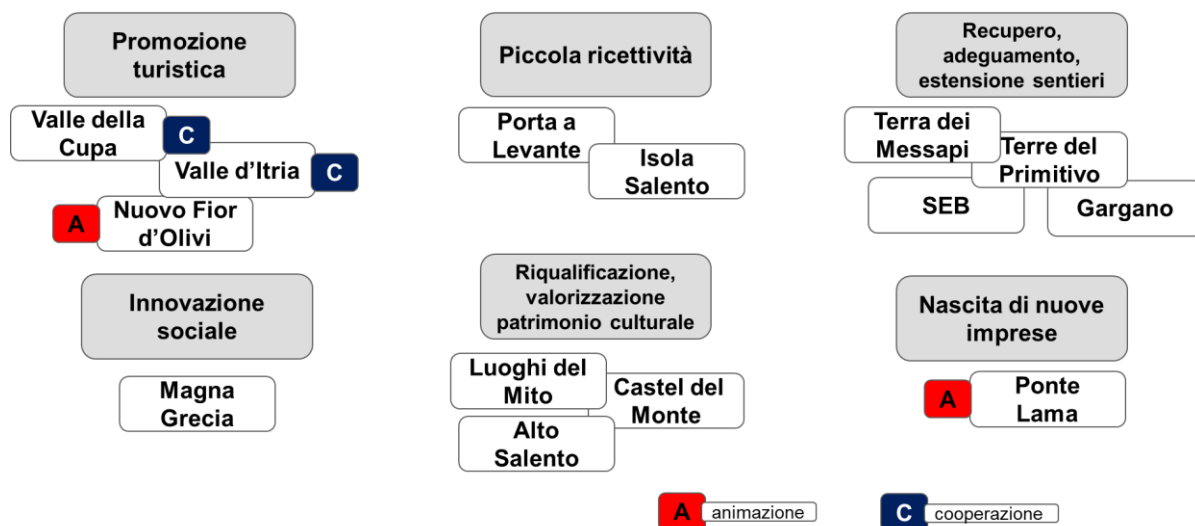 Promozione
turistica
Valle della
Cupa
C
Valle d’Itria
C
A
Nuovo Fior
d’Olivi
Piccola ricettività
Porta a
Levante
Isola
Salento
Recupero,
adeguamento,
estensione sentieri
Terra dei
Messapi
Terre del
Primitivo
SEB
Gargano
Innovazione
sociale
Magna
Grecia
Riqualificazione,
valorizzazione
patrimonio culturale
Luoghi del
Mito
Castel del
Monte
Alto
Salento
Nascita di nuove
imprese
A
Ponte
Lama
A animazione
C cooperazione